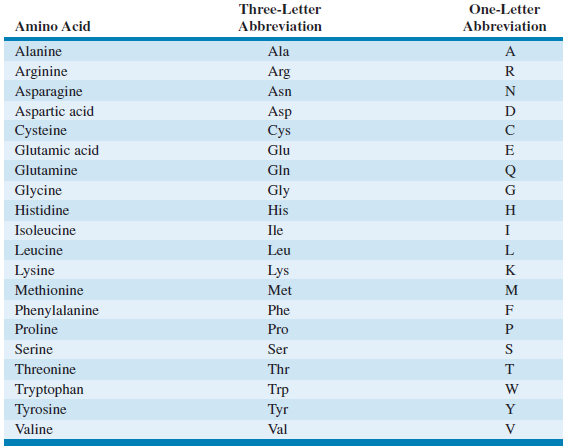 Three-Letter One-Letter
Amino Acid Abbreviation Abbreviation
Alanine Ala A
Arginine Arg R
Asparagine Asn N
Aspartic acid Asp D
Cysteine Cys C
Glutamic acid Glu E
Glutamine Gln Q
Glycine Gly G
Histidine His H
Isoleucine Ile I
Leucine Leu L
Lysine Lys K
Methionine Met M
Phenylalanine Phe F
Proline Pro P
Serine Ser S
Threonine Thr T
Tryptophan Trp W
Tyrosine Tyr Y
Valine Val V